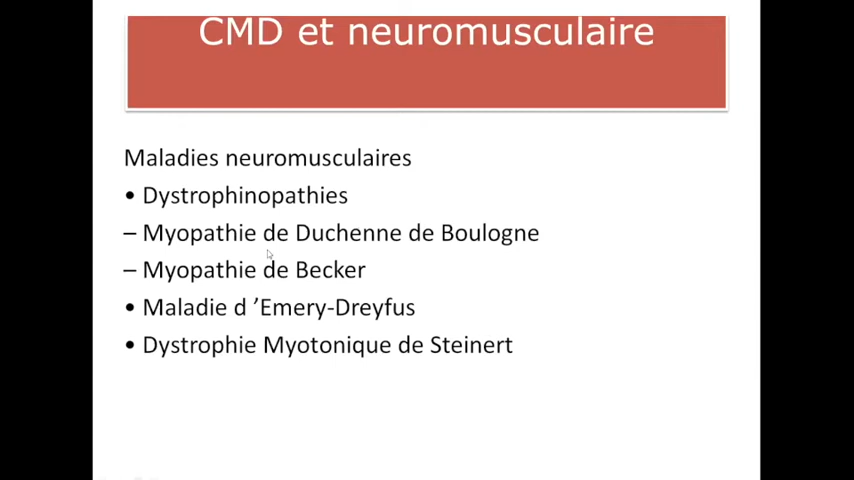 CMD et neuromusculaire
Maladies neuromusculaires
• Dystrophinopathies
– Myopathie de Duchenne de Boulogne
– Myopathie de Becker
• Maladie d ’Emery-Dreyfus
• Dystrophie Myotonique de Steinert